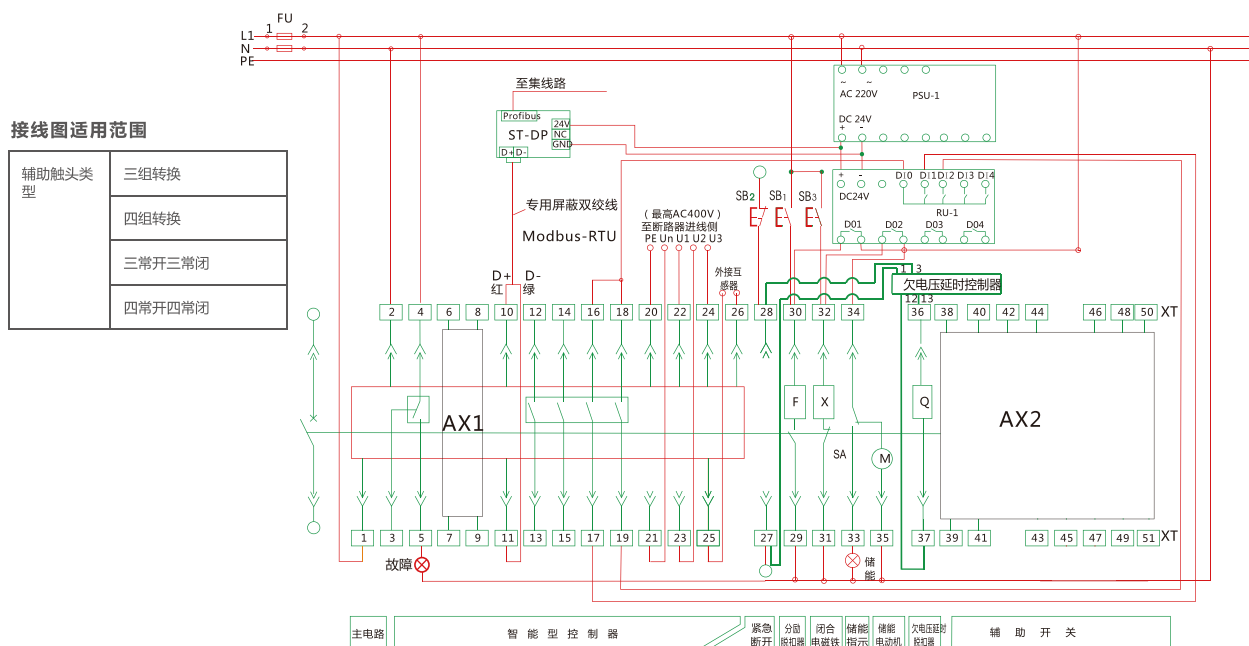 FU
1 2
L1
N
PE
至集线路
Profibus
ST-DP
24V
NC
GND
D+ D-
~ ~
AC 220V
PSU-1
DC 24V
+ -
接线图适用范围
辅助触头类型
三组转换
四组转换
三常开三常闭
四常开四常闭
专用屏蔽双绞线
Modbus-RTU
(最高AC400V)
至断路器进线侧
PE Un U1 U2 U3
SB2 SB1 SB3
+ - DI0 DI1 DI2 DI3 DI4
DC24V
RU-1
D01 D02 D03 D04
D+ D-
红 绿
外接互
感器
1 3
欠电压延时控制器
12 13
2 4 6 8 10 12 14 16 18 20 22 24 26 28 30 32 34 36 38 40 42 44 46 48 50 XT
AX1
F X Q
AX2
SA
M
1 3 5 7 9 11 13 15 17 19 21 23 25 27 29 31 33 35 37 39 41 43 45 47 49 51 XT
故障
储
能
主电路
智能型控制器
紧急
断开
分励
脱扣器
闭合
电磁铁
储能
指示
储能
电动机
欠电压延时
脱扣器
辅助开关